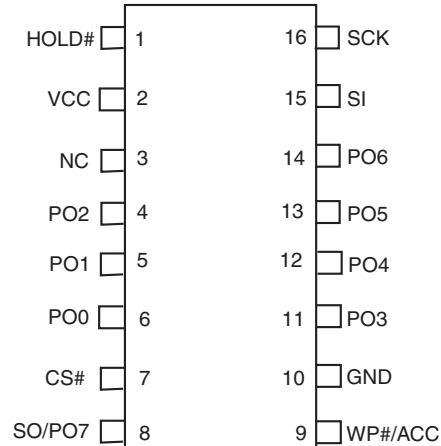 HOLD# 1 16 SCK
VCC 2 15 SI
NC 3 14 PO6
PO2 4 13 PO5
PO1 5 12 PO4
PO0 6 11 PO3
CS# 7 10 GND
SO/PO7 8 9 WP#/ACC